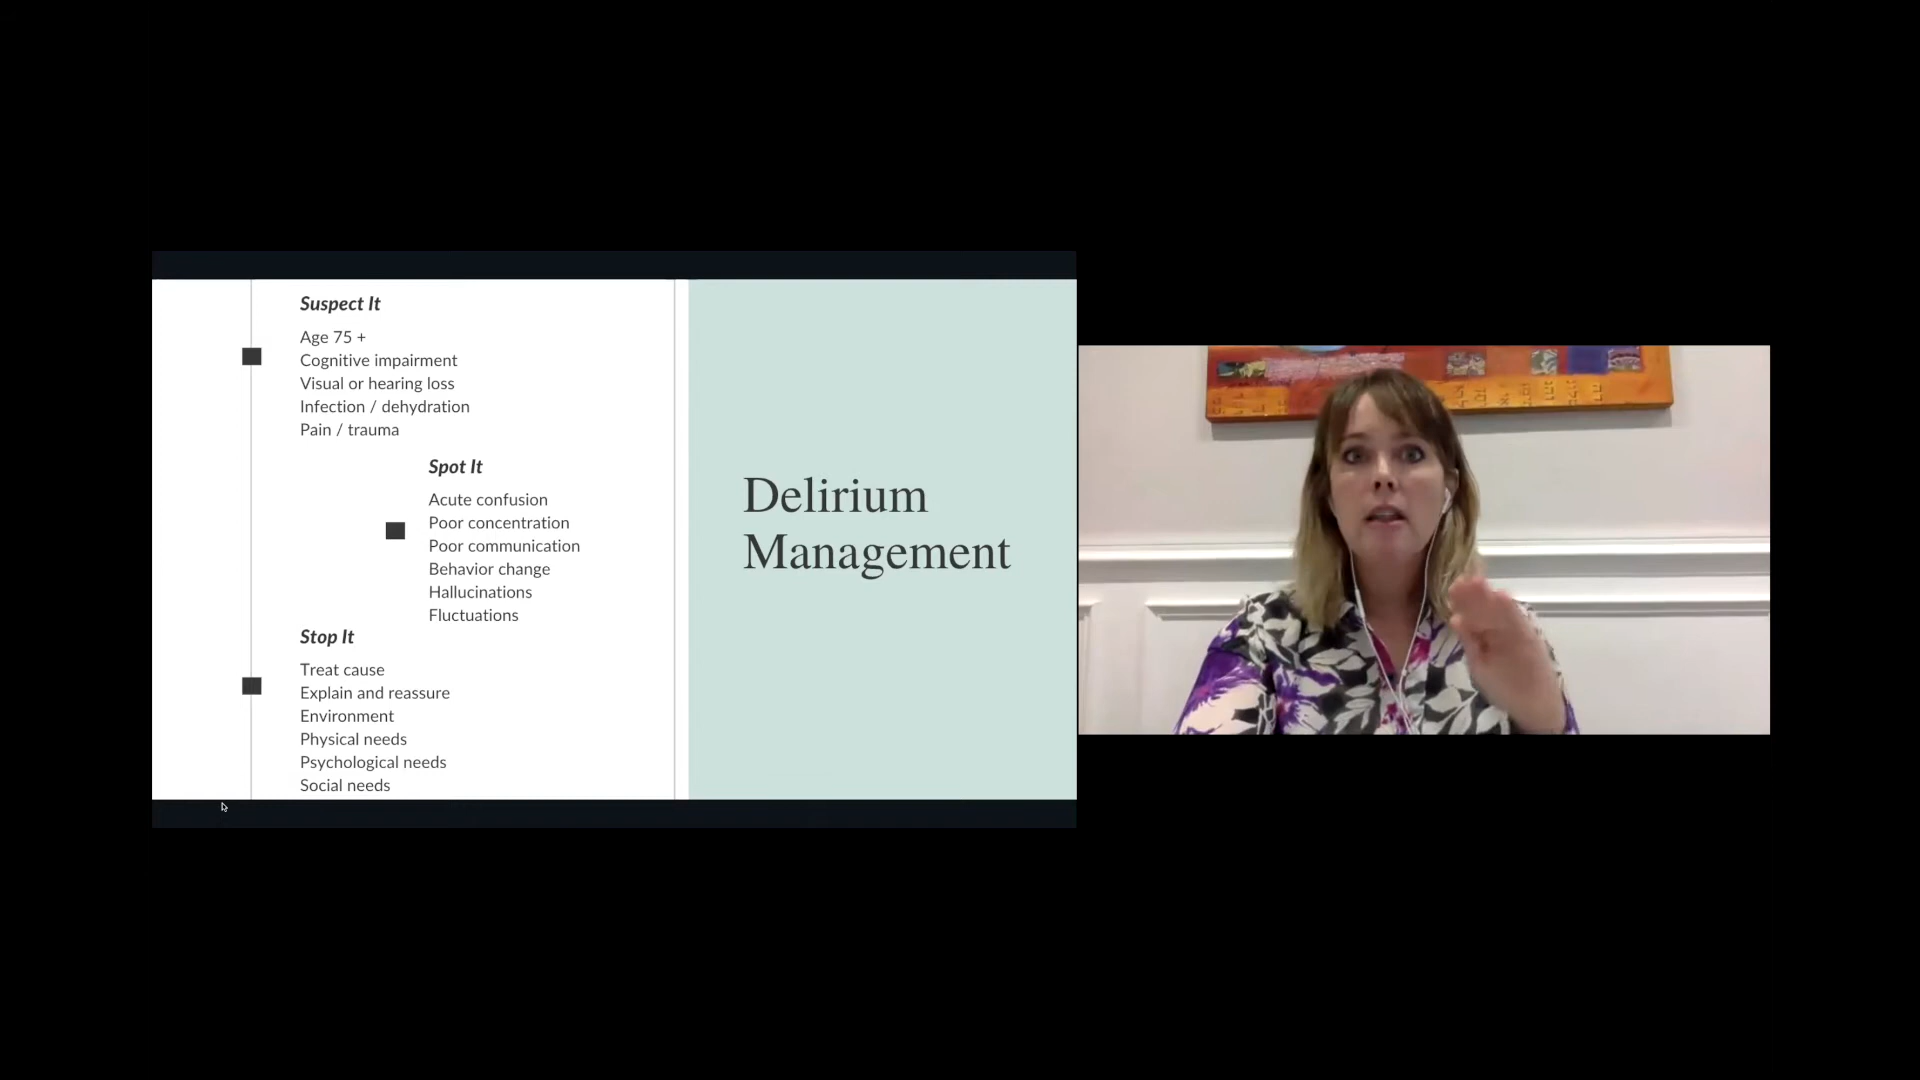 Suspect It
Age 75 +
Cognitive impairment
Visual or hearing loss
Infection / dehydration
Pain / trauma
Spot It
Acute confusion
Poor concentration
Poor communication
Behavior change
Hallucinations
Fluctuations
Stop It
Treat cause
Explain and reassure
Environment
Physical needs
Psychological needs
Social needs
Delirium
Management